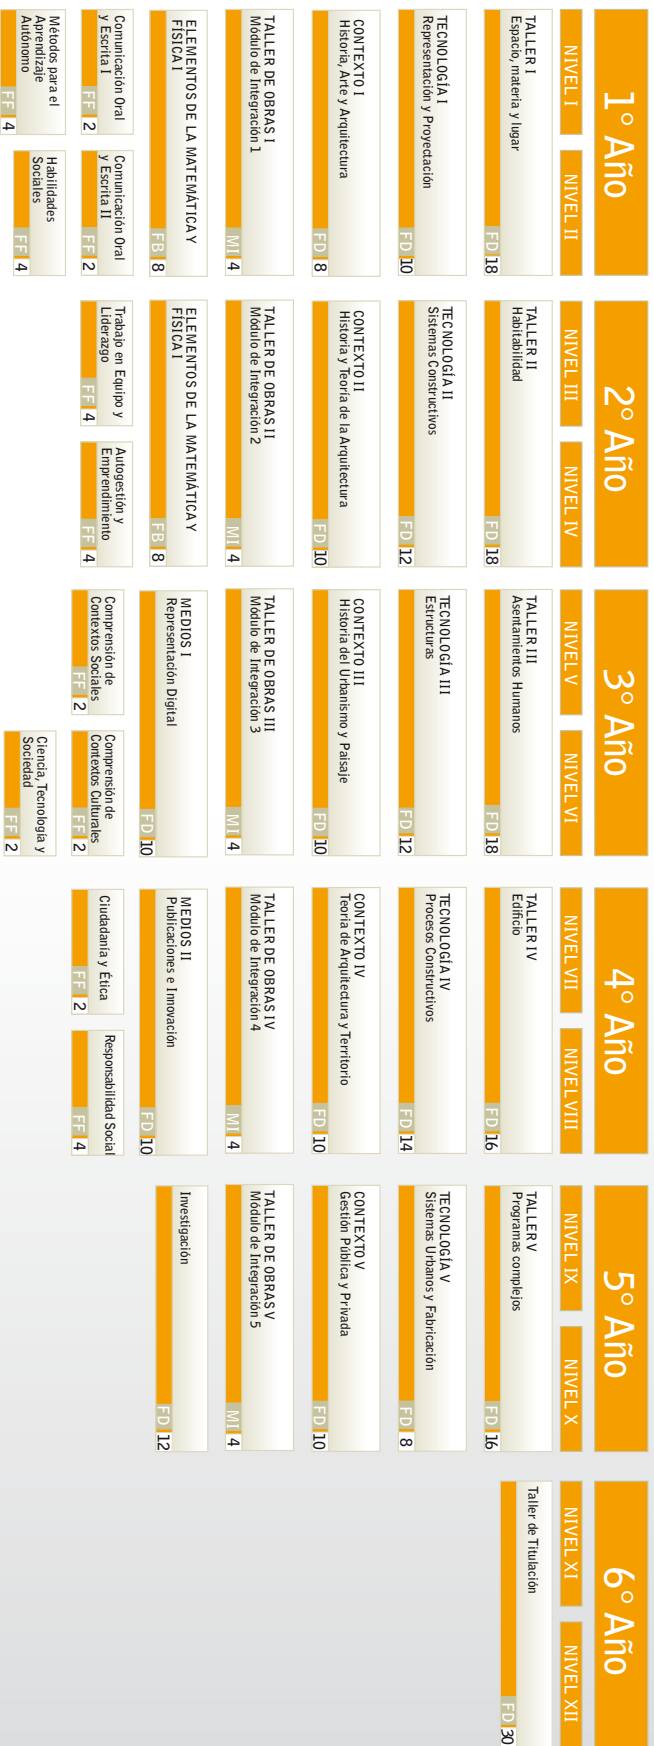 1° Año
NIVEL I
NIVEL II
TALLER I
Espacio, materia y lugar
FD 18
TECNOLOGÍA I
Representación y Proyectación
FD 10
CONTEXTO I
Historia, Arte y Arquitectura
FD 8
TALLER DE OBRAS I
Módulo de Integración 1
MI 4
ELEMENTOS DE LA MATEMÁTICA Y
FÍSICA I
FB 8
Comunicación Oral
y Escrita I
FF 2
Comunicación Oral
y Escrita II
FF 2
Métodos para el
Aprendizaje
Autónomo
FF 4
Habilidades
Sociales
FF 4
2° Año
NIVEL III
NIVEL IV
TALLER II
Habitabilidad
FD 18
TECNOLOGÍA II
Sistemas Constructivos
FD 12
CONTEXTO II
Historia y Teoría de la Arquitectura
FD 10
TALLER DE OBRAS II
Módulo de Integración 2
MI 4
ELEMENTOS DE LA MATEMÁTICA Y
FÍSICA I
FB 8
Trabajo en Equipo y
Liderazgo
FF 4
Autogestión y
Emprendimiento
FF 4
3° Año
NIVEL V
NIVEL VI
TALLER III
Asentamientos Humanos
FD 18
TECNOLOGÍA III
Estructuras
FD 12
CONTEXTO III
Historia del Urbanismo y Paisaje
FD 10
TALLER DE OBRAS III
Módulo de Integración 3
MI 4
MEDIOS I
Representación Digital
FD 10
Comprensión de
Contextos Sociales
FF 2
Comprensión de
Contextos Culturales
FF 2
Ciencia, Tecnología y
Sociedad
FF 2
4° Año
NIVEL VII
NIVEL VIII
TALLER IV
Edificio
FD 16
TECNOLOGÍA IV
Procesos Constructivos
FD 14
CONTEXTO IV
Teoría de Arquitectura y Territorio
FD 10
TALLER DE OBRAS IV
Módulo de Integración 4
MI 4
MEDIOS II
Publicaciones e Innovación
FD 10
Ciudadanía y Ética
FF 2
Responsabilidad Social
FF 4
5° Año
NIVEL IX
NIVEL X
TALLER V
Programas complejos
FD 16
TECNOLOGÍA V
Sistemas Urbanos y Fabricación
FD 8
CONTEXTO V
Gestión Pública y Privada
FD 10
TALLER DE OBRAS V
Módulo de Integración 5
MI 4
Investigación
FD 12
6° Año
NIVEL XI
NIVEL XII
Taller de Titulación
FD 30